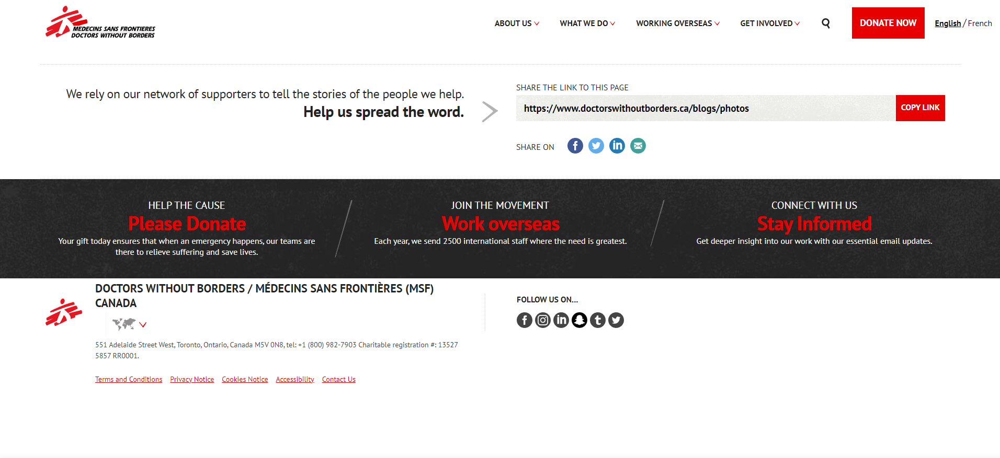 MEDECINS SANS FRONTIERES
DOCTORS WITHOUT BORDERS
ABOUT US
WHAT WE DO
WORKING OVERSEAS
GET INVOLVED
DONATE NOW
English / French
We rely on our network of supporters to tell the stories of the people we help.
Help us spread the word.
SHARE THE LINK TO THIS PAGE
https://www.doctorswithoutborders.ca/blogs/photos
COPY LINK
SHARE ON
HELP THE CAUSE
Please Donate
Your gift today ensures that when an emergency happens, our teams are
there to relieve suffering and save lives.
JOIN THE MOVEMENT
Work overseas
Each year, we send 2500 international staff where the need is greatest.
CONNECT WITH US
Stay Informed
Get deeper insight into our work with our essential email updates.
DOCTORS WITHOUT BORDERS / MÉDECINS SANS FRONTIÈRES (MSF)
CANADA
551 Adelaide Street West, Toronto, Ontario, Canada M5V 0N8, tel: +1 (800) 982-7903 Charitable registration #: 13527
5857 RR0001.
Terms and Conditions Privacy Notice Cookies Notice Accessibility Contact Us
FOLLOW US ON...